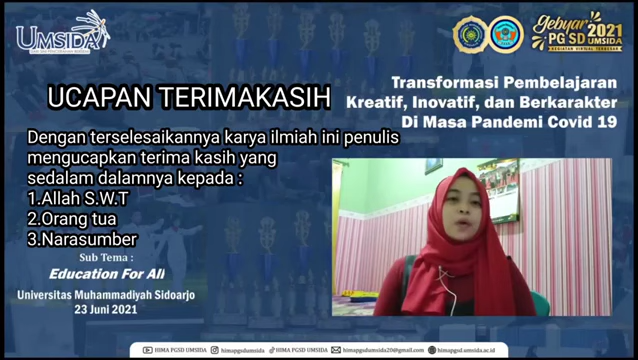 UMSIDA
gebyar
PGSD
2021
UMSIDA
Transformasi Pembelajaran
Kreatif, Inovatif, dan Berkarakter
Di Masa Pandemi Covid 19
UCAPAN TERIMAKASIH
Dengan terselesaikannya karya ilmiah ini penulis
mengucapkan terima kasih yang
sedalam dalamnya kepada :
1.Allah S.W.T
2.Orang tua
3.Narasumber
Sub Tema :
Education For All
Universitas Muhammadiyah Sidoarjo
23 Juni 2021
HIMA PGSD UMSIDA himapgsdumsida HIMA PGSD UMSIDA himapgsdumsida20@gmail.com himapgsd.umsida.ac.id